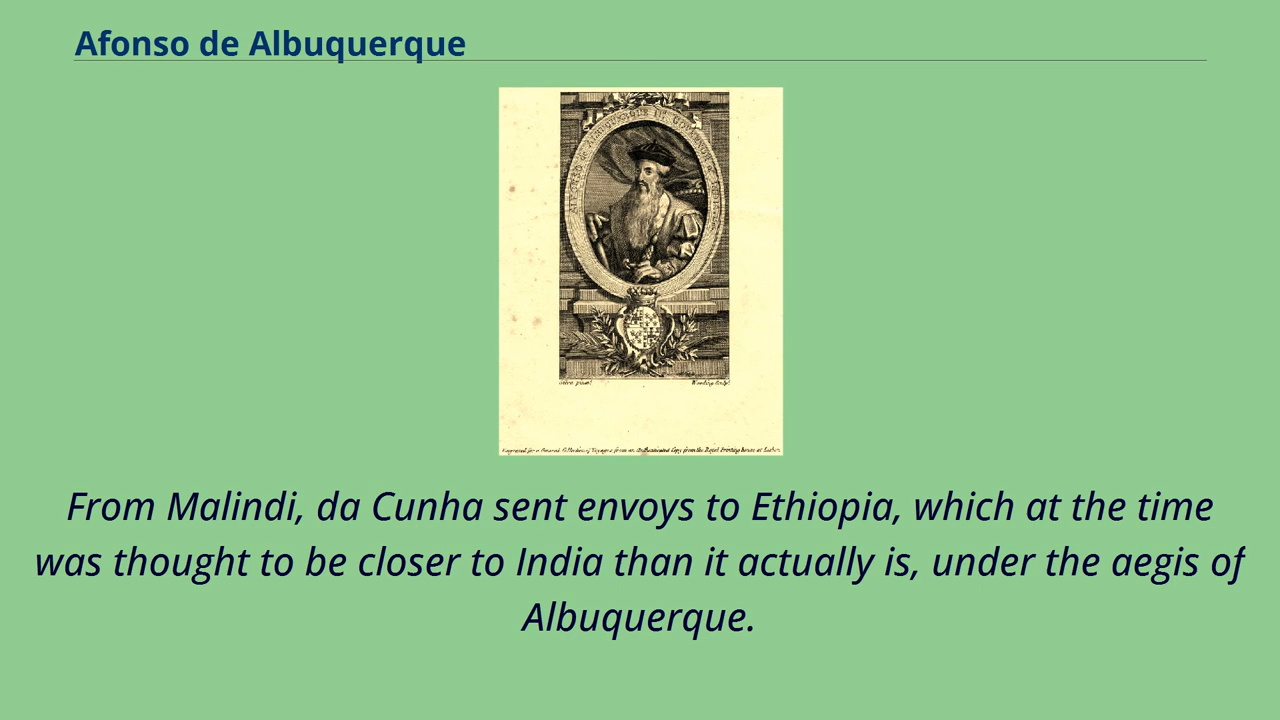 Afonso de Albuquerque
From Malindi, da Cunha sent envoys to Ethiopia, which at the time
was thought to be closer to India than it actually is, under the aegis of
Albuquerque.